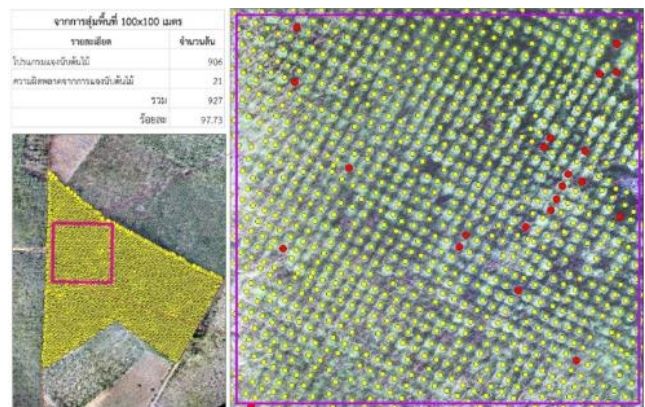 จากการสุ่มพื้นที่ 100x100 เมตร
รายละเอียด จำนวนต้น
โปรแกรมแจงนับต้นไม้ 906
ความผิดพลาดจากการแจงนับต้นไม้ 21
รวม 927
ร้อยละ 97.73